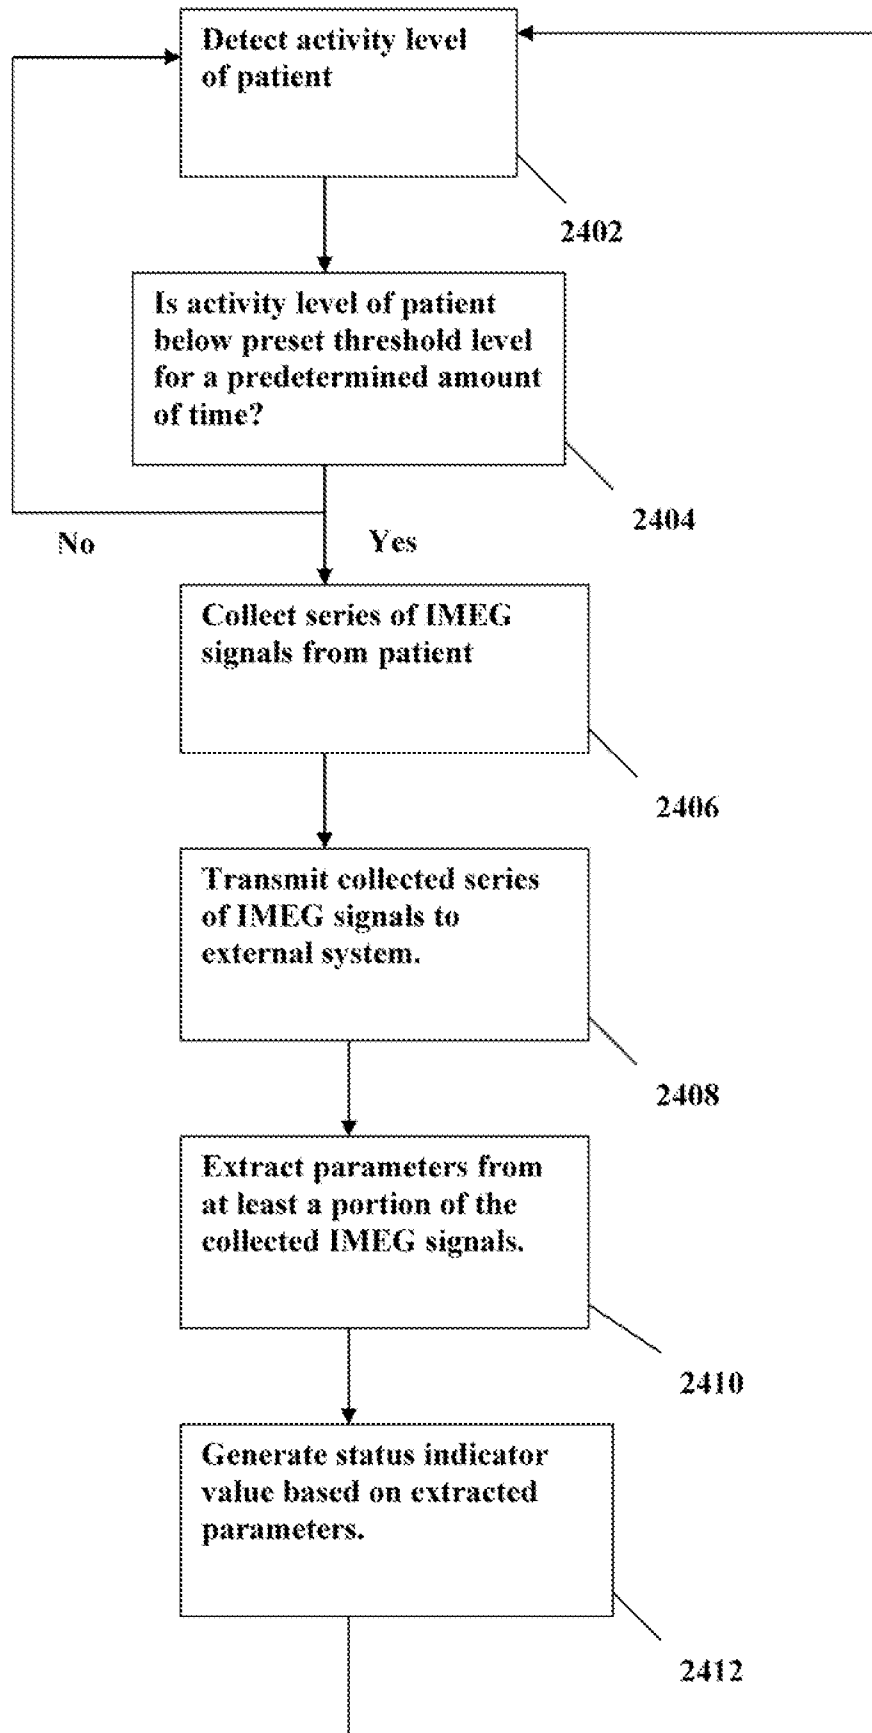 Detect activity level
of patient
2402
Is activity level of patient
below preset threshold level
for a predetermined amount
of time?
2404
No
Yes
Collect series of IMEG
signals from patient
2406
Transmit collected series
of IMEG signals to
external system.
2408
Extract parameters from
at least a portion of the
collected IMEG signals.
2410
Generate status indicator
value based on extracted
parameters.
2412